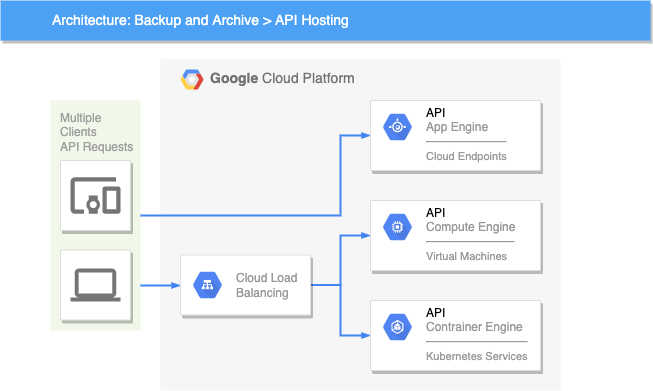 Architecture: Backup and Archive > API Hosting
Google Cloud Platform
Multiple
Clients
API Requests
API
App Engine
Cloud Endpoints
API
Compute Engine
Virtual Machines
Cloud Load
Balancing
API
Contrainer Engine
Kubernetes Services